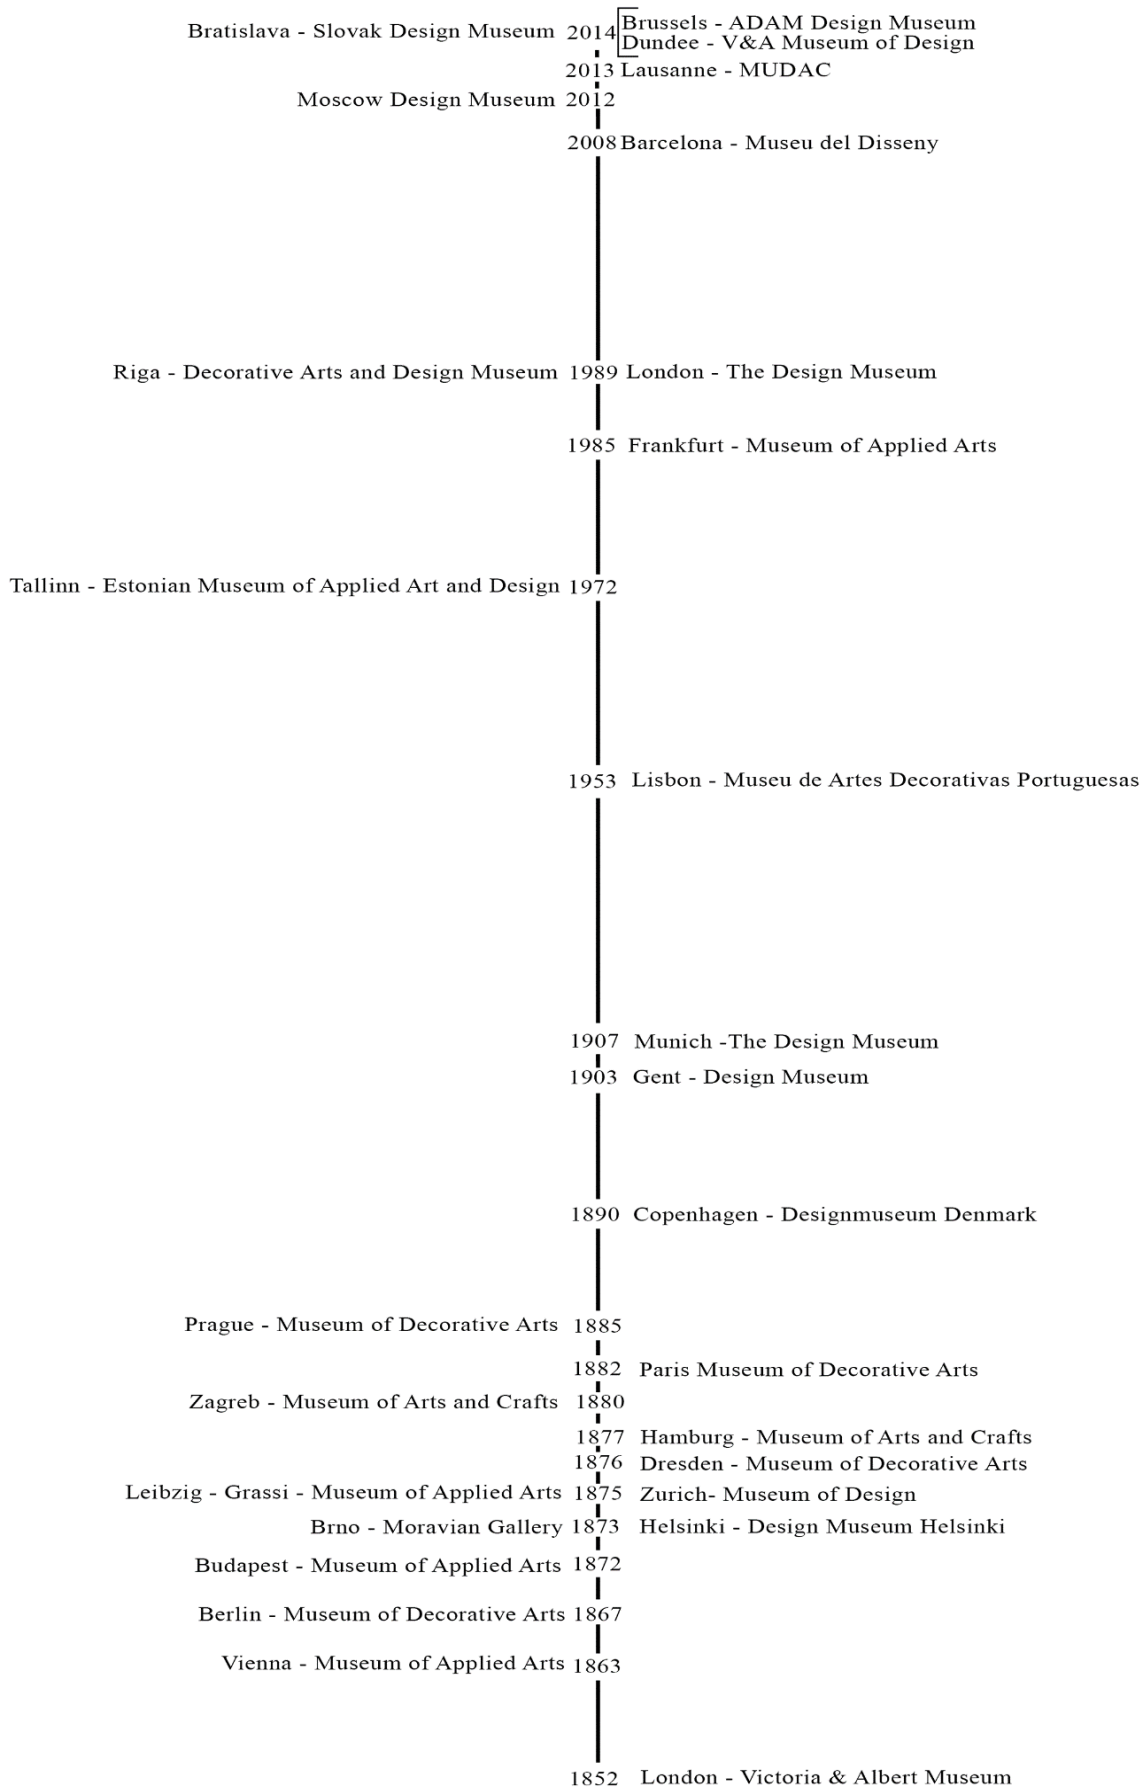 Bratislava - Slovak Design Museum 2014 Brussels - ADAM Design Museum
Dundee - V&A Museum of Design
2013 Lausanne - MUDAC
Moscow Design Museum 2012
2008 Barcelona - Museu del Disseny
Riga - Decorative Arts and Design Museum 1989 London - The Design Museum
1985 Frankfurt - Museum of Applied Arts
Tallinn - Estonian Museum of Applied Art and Design 1972
1953 Lisbon - Museu de Artes Decorativas Portuguesas
1907 Munich -The Design Museum
1903 Gent - Design Museum
1890 Copenhagen - Designmuseum Denmark
Prague - Museum of Decorative Arts 1885
1882 Paris Museum of Decorative Arts
Zagreb - Museum of Arts and Crafts 1880
1877 Hamburg - Museum of Arts and Crafts
1876 Dresden - Museum of Decorative Arts
Leibzig - Grassi - Museum of Applied Arts 1875 Zurich- Museum of Design
Brno - Moravian Gallery 1873 Helsinki - Design Museum Helsinki
Budapest - Museum of Applied Arts 1872
Berlin - Museum of Decorative Arts 1867
Vienna - Museum of Applied Arts 1863
1852 London - Victoria & Albert Museum